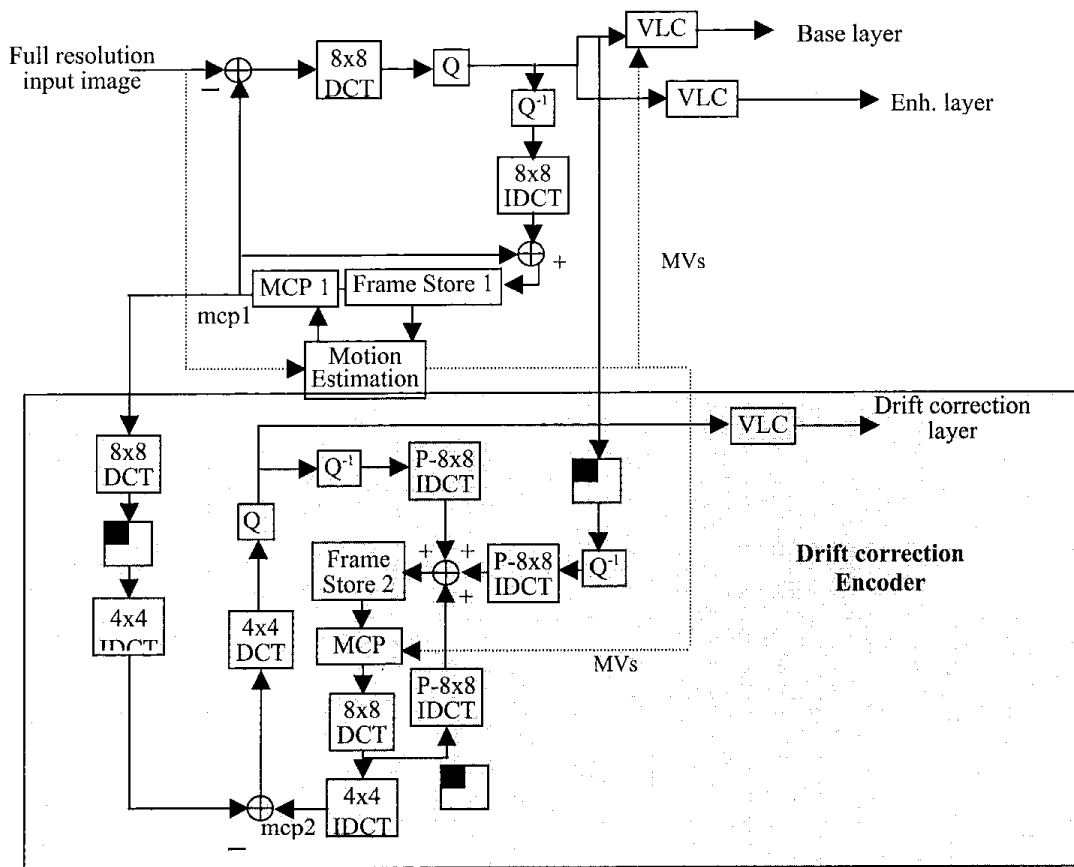 VLC
Base layer
Full resolution
input image
8x8
DCT
Q
VLC
Enh. layer
Q⁻¹
8x8
IDCT
+
MVs
MCP 1
Frame Store 1
mcp1
Motion
Estimation
Drift correction
layer
VLC
8x8
DCT
Q⁻¹
P-8x8
IDCT
Q
Frame
Store 2
+
+
+
P-8x8
IDCT
Q⁻¹
Drift correction
Encoder
4x4
IDCT
4x4
DCT
MCP
MVs
P-8x8
IDCT
8x8
DCT
4x4
IDCT
mcp2